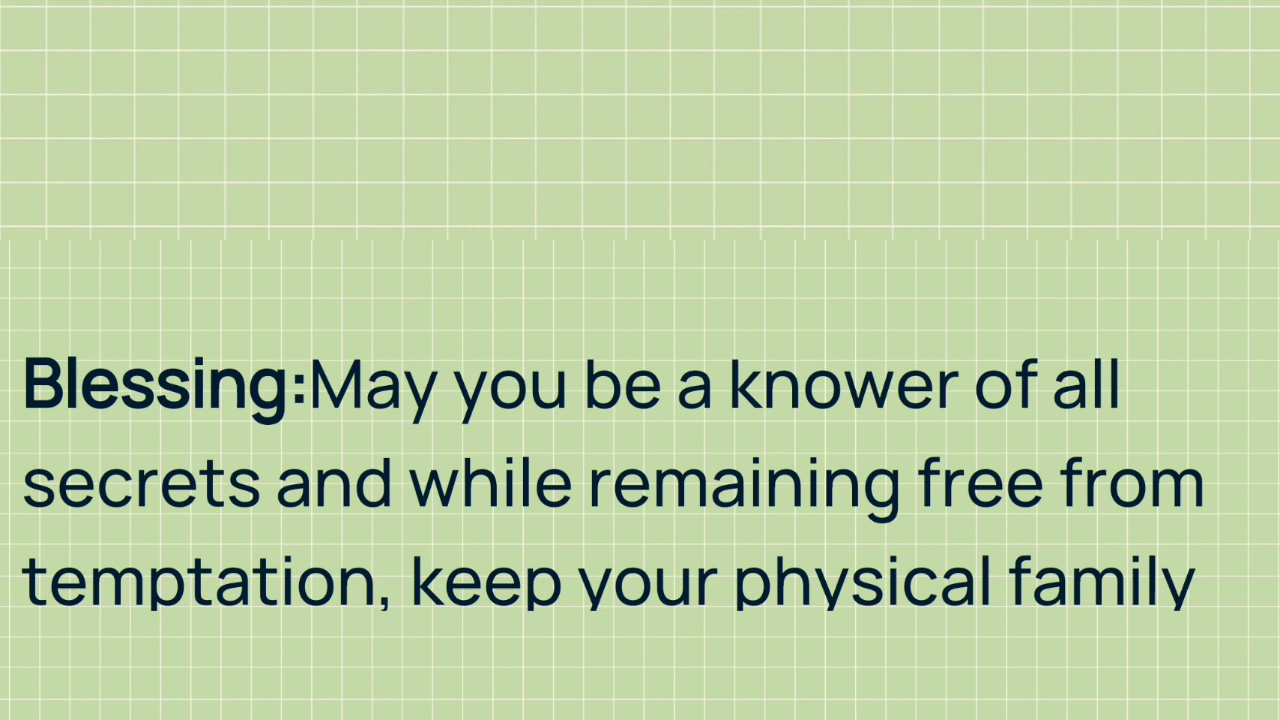 Blessing:May you be a knower of all
secrets and while remaining free from
temptation, keep your physical family